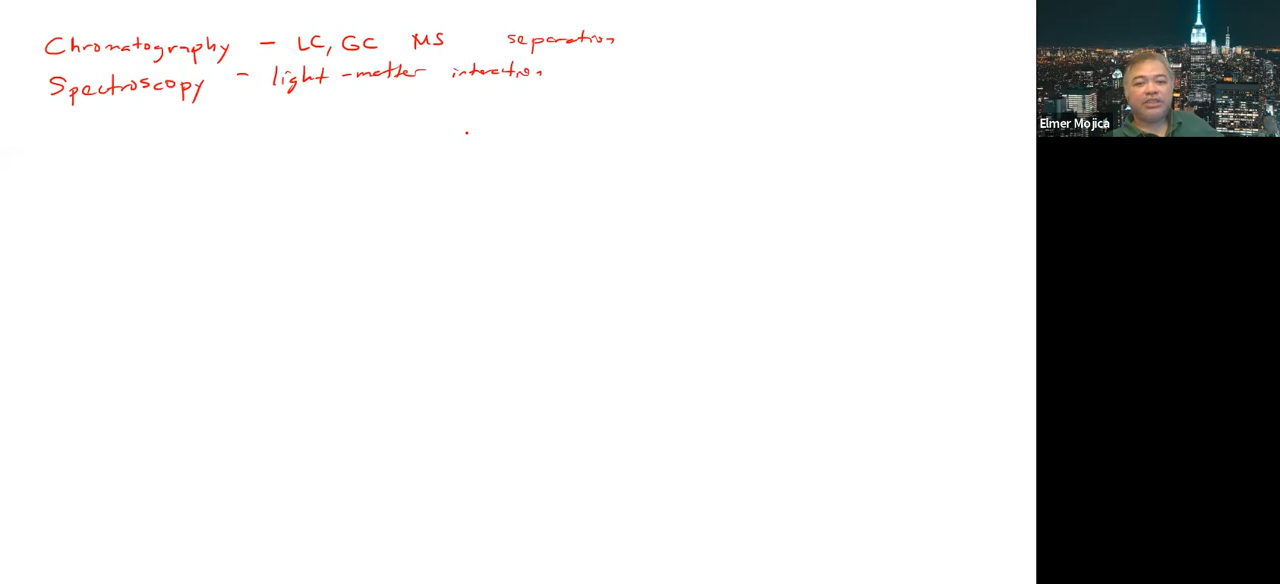 Chromatography - LC, GC MS separation
Spectroscopy - light-matter interaction
Elmer Mojica